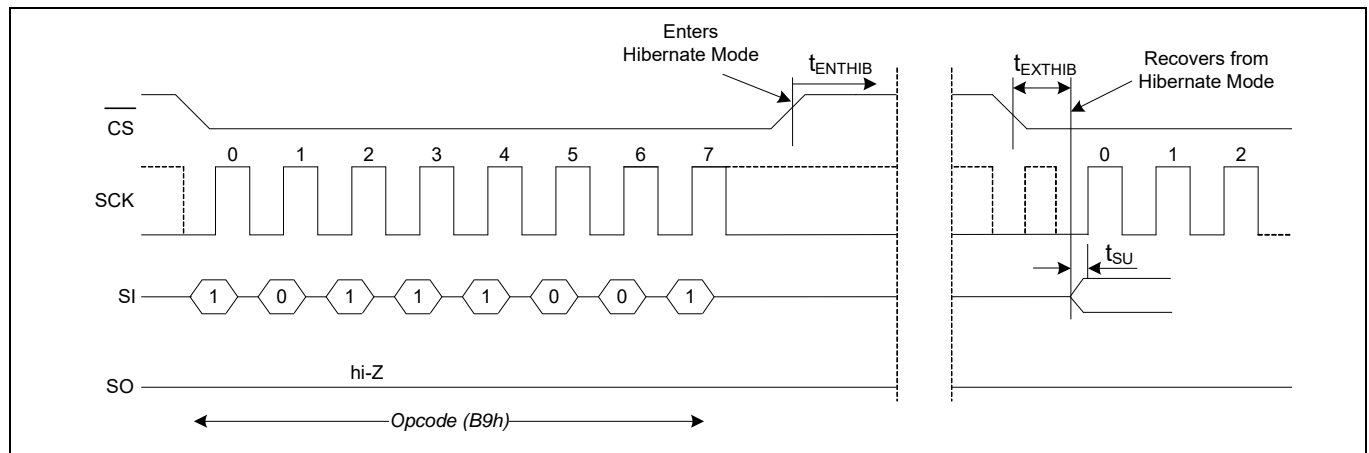 Enters
Hibernate Mode
tENTHIB
tEXTHIB
Recovers from
Hibernate Mode
CS
0 1 2 3 4 5 6 7 0 1 2
SCK
tSU
SI 1 0 1 1 1 0 0 1
hi-Z
SO
Opcode (B9h)